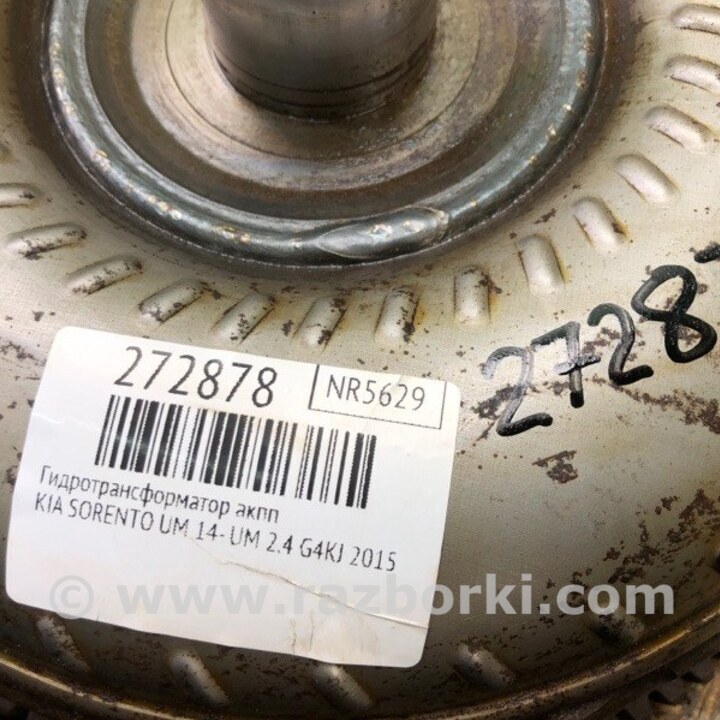 272878
NR5629
Гидротрансформатор акпп
KIA SORENTO UM 14- UM 2.4 G4KJ 2015
2728
© www.razborki.com